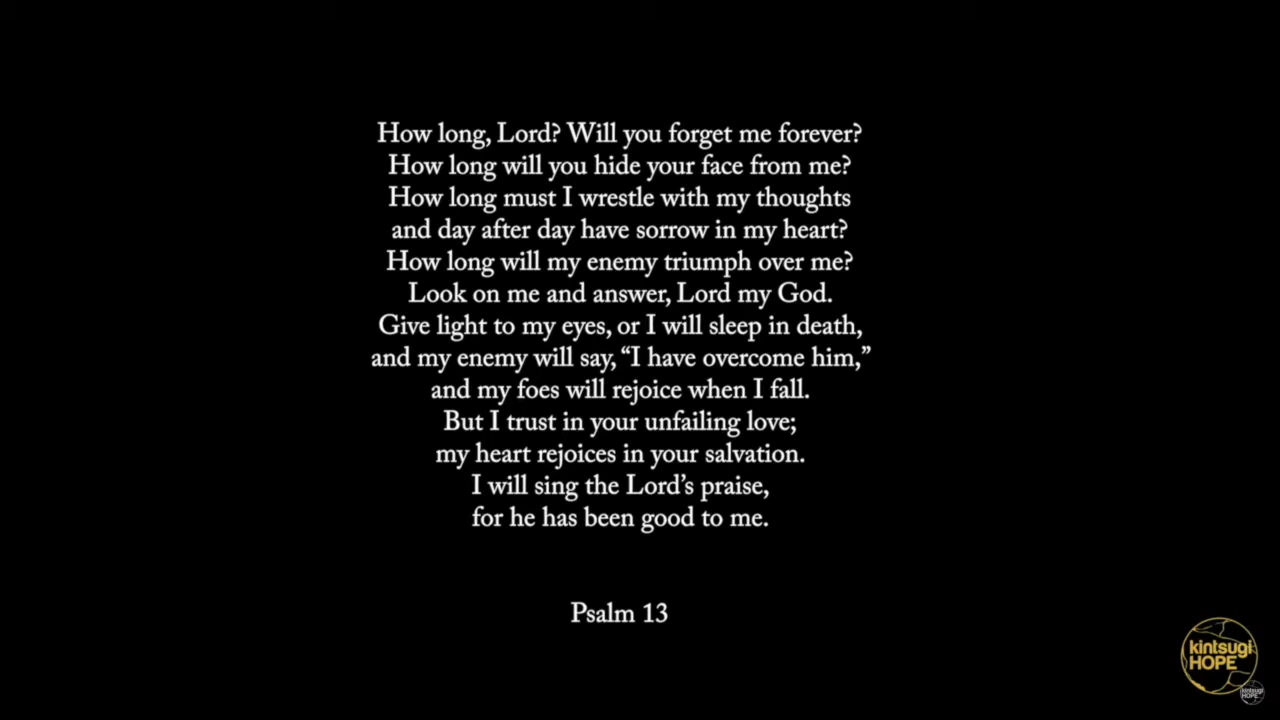 How long, Lord? Will you forget me forever?
How long will you hide your face from me?
How long must I wrestle with my thoughts
and day after day have sorrow in my heart?
How long will my enemy triumph over me?
Look on me and answer, Lord my God.
Give light to my eyes, or I will sleep in death,
and my enemy will say, “I have overcome him,”
and my foes will rejoice when I fall.
But I trust in your unfailing love;
my heart rejoices in your salvation.
I will sing the Lord’s praise,
for he has been good to me.
Psalm 13
kintsugi
HOPE
kintsugi
HOPE